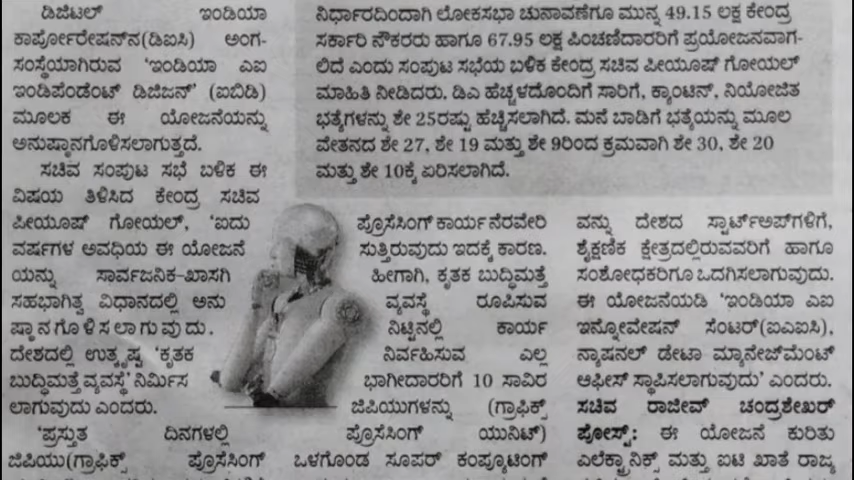 ಡಿಜಿಟಲ್ ಇಂಡಿಯಾ
ಕಾರ್ಪೋರೇಷನ್‌ನ(ಡಿಐಸಿ) ಅಂಗ-
ಸಂಸ್ಥೆಯಾಗಿರುವ 'ಇಂಡಿಯಾ ಎಐ
ಇಂಡಿಪೆಂಡೆಂಟ್ ಡಿಜಿಜನ್' (ಐಬಿಡಿ)
ಮೂಲಕ ಈ ಯೋಜನೆಯನ್ನು
ಅನುಷ್ಠಾನಗೊಳಿಸಲಾಗುತ್ತದೆ.
ಸಚಿವ ಸಂಪುಟ ಸಭೆ ಬಳಿಕ ಈ
ವಿಷಯ ತಿಳಿಸಿದ ಕೇಂದ್ರ ಸಚಿವ
ಪೀಯೂಷ್ ಗೋಯಲ್, 'ಐದು
ವರ್ಷಗಳ ಅವಧಿಯ ಈ ಯೋಜನೆ
ಯನ್ನು ಸಾರ್ವಜನಿಕ-ಖಾಸಗಿ
ಸಹಭಾಗಿತ್ವ ವಿಧಾನದಲ್ಲಿ ಅನು
ಷ್ಠಾನಗೊಳಿಸಲಾಗುವುದು.
ದೇಶದಲ್ಲಿ ಉತ್ಕೃಷ್ಟ 'ಕೃತಕ
ಬುದ್ಧಿಮತ್ತೆ ವ್ಯವಸ್ಥೆ' ನಿರ್ಮಿಸ
ಲಾಗುವುದು ಎಂದರು.
'ಪ್ರಸ್ತುತ ದಿನಗಳಲ್ಲಿ
ಜಿಪಿಯು(ಗ್ರಾಫಿಕ್ಸ್ ಪ್ರೊಸೆಸಿಂಗ್
ನಿರ್ಧಾರದಿಂದಾಗಿ ಲೋಕಸಭಾ ಚುನಾವಣೆಗೂ ಮುನ್ನ 49.15 ಲಕ್ಷ ಕೇಂದ್ರ
ಸರ್ಕಾರಿ ನೌಕರರು ಹಾಗೂ 67.95 ಲಕ್ಷ ಪಿಂಚಣಿದಾರರಿಗೆ ಪ್ರಯೋಜನವಾಗ-
ಲಿದೆ ಎಂದು ಸಂಪುಟ ಸಭೆಯ ಬಳಿಕ ಕೇಂದ್ರ ಸಚಿವ ಪೀಯೂಷ್ ಗೋಯಲ್
ಮಾಹಿತಿ ನೀಡಿದರು. ಡಿಎ ಹೆಚ್ಚಳದೊಂದಿಗೆ ಸಾರಿಗೆ, ಕ್ಯಾಂಟಿನ್, ನಿಯೋಜಿತ
ಭತ್ಯೆಗಳನ್ನು ಶೇ 25ರಷ್ಟು ಹೆಚ್ಚಿಸಲಾಗಿದೆ. ಮನೆ ಬಾಡಿಗೆ ಭತ್ಯೆಯನ್ನು ಮೂಲ
ವೇತನದ ಶೇ 27, ಶೇ 19 ಮತ್ತು ಶೇ 9ರಿಂದ ಕ್ರಮವಾಗಿ ಶೇ 30, ಶೇ 20
ಮತ್ತು ಶೇ 10ಕ್ಕೆ ಏರಿಸಲಾಗಿದೆ.
ಪ್ರೊಸೆಸಿಂಗ್ ಕಾರ್ಯ ನೆರವೇರಿ
ಸುತ್ತಿರುವುದು ಇದಕ್ಕೆ ಕಾರಣ.
ಹೀಗಾಗಿ, ಕೃತಕ ಬುದ್ಧಿಮತ್ತೆ
ವ್ಯವಸ್ಥೆ ರೂಪಿಸುವ
ನಿಟ್ಟಿನಲ್ಲಿ ಕಾರ್ಯ
ನಿರ್ವಹಿಸುವ ಎಲ್ಲ
ಭಾಗೀದಾರರಿಗೆ 10 ಸಾವಿರ
ಜಿಪಿಯುಗಳನ್ನು (ಗ್ರಾಫಿಕ್ಸ್
ಪ್ರೊಸೆಸಿಂಗ್ ಯುನಿಟ್)
ಒಳಗೊಂಡ ಸೂಪರ್ ಕಂಪ್ಯೂಟಿಂಗ್
ವನ್ನು ದೇಶದ ಸ್ಟಾರ್ಟ್‌ಅಪ್‌ಗಳಿಗೆ,
ಶೈಕ್ಷಣಿಕ ಕ್ಷೇತ್ರದಲ್ಲಿರುವವರಿಗೆ ಹಾಗೂ
ಸಂಶೋಧಕರಿಗೂ ಒದಗಿಸಲಾಗುವುದು.
ಈ ಯೋಜನೆಯಡಿ 'ಇಂಡಿಯಾ ಎಐ
ಇನ್ನೋವೇಷನ್ ಸೆಂಟರ್(ಐಎಐಸಿ),
ನ್ಯಾಷನಲ್ ಡೇಟಾ ಮ್ಯಾನೇಜ್‌ಮೆಂಟ್
ಆಫೀಸ್ ಸ್ಥಾಪಿಸಲಾಗುವುದು' ಎಂದರು.
ಸಚಿವ ರಾಜೀವ್ ಚಂದ್ರಶೇಖರ್
ಪೋಸ್ಟ್: ಈ ಯೋಜನೆ ಕುರಿತು
ಎಲೆಕ್ಟ್ರಾನಿಕ್ಸ್ ಮತ್ತು ಐಟಿ ಖಾತೆ ರಾಜ್ಯ